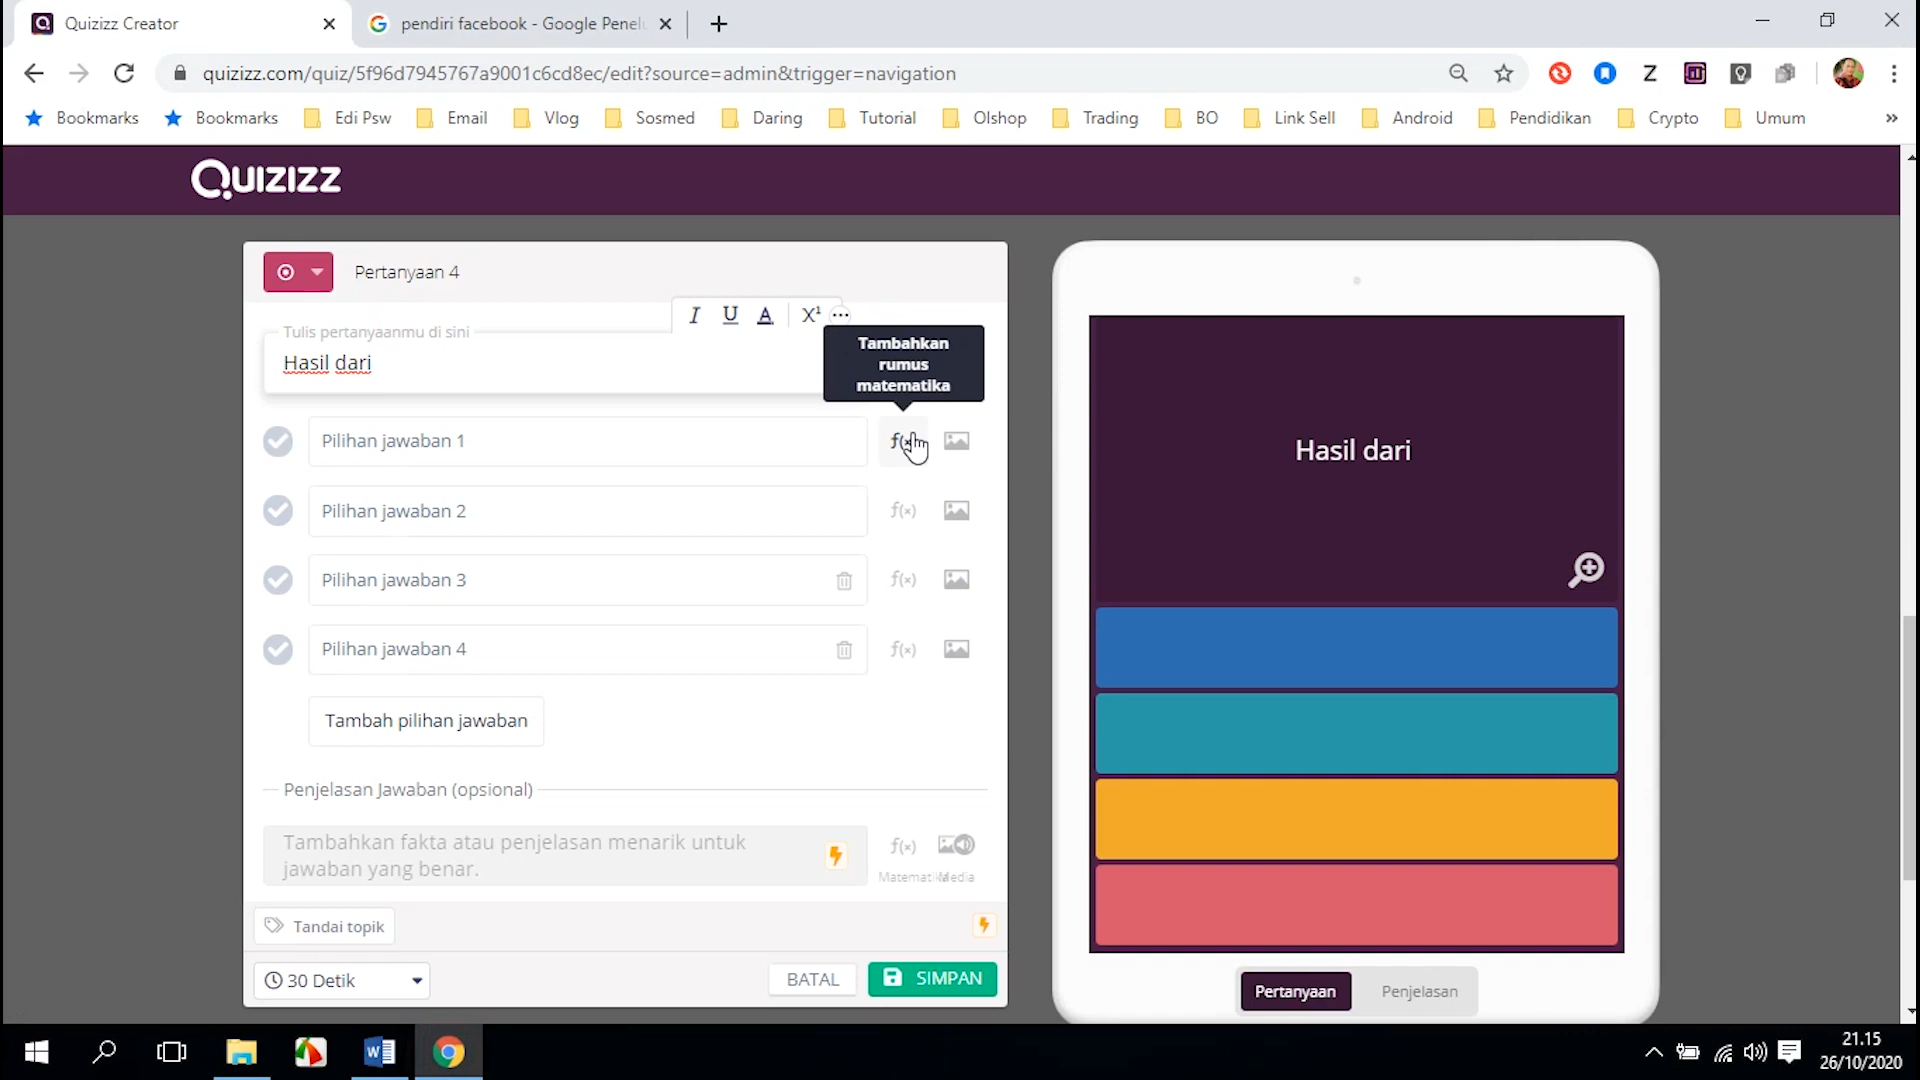 Quizizz Creator
pendiri facebook - Google Penel
quizizz.com/quiz/5f96d7945767a9001c6cd8ec/edit?source=admin&trigger=navigation
Bookmarks Bookmarks Edi Psw Email Vlog Sosmed Daring Tutorial Olshop Trading BO Link Sell Android Pendidikan Crypto Umum »
QUIZIZZ
Pertanyaan 4
I U A X¹ ...
Tulis pertanyaanmu di sini
Hasil dari
Tambahkan
rumus
matematika
Pilihan jawaban 1
Pilihan jawaban 2 f(x)
Pilihan jawaban 3 f(x)
Pilihan jawaban 4 f(x)
Tambah pilihan jawaban
Penjelasan Jawaban (opsional)
Tambahkan fakta atau penjelasan menarik untuk
jawaban yang benar.
f(x)
Media
Tandai topik
30 Detik
BATAL
SIMPAN
Hasil dari
Pertanyaan
Penjelasan
21.15
26/10/2020